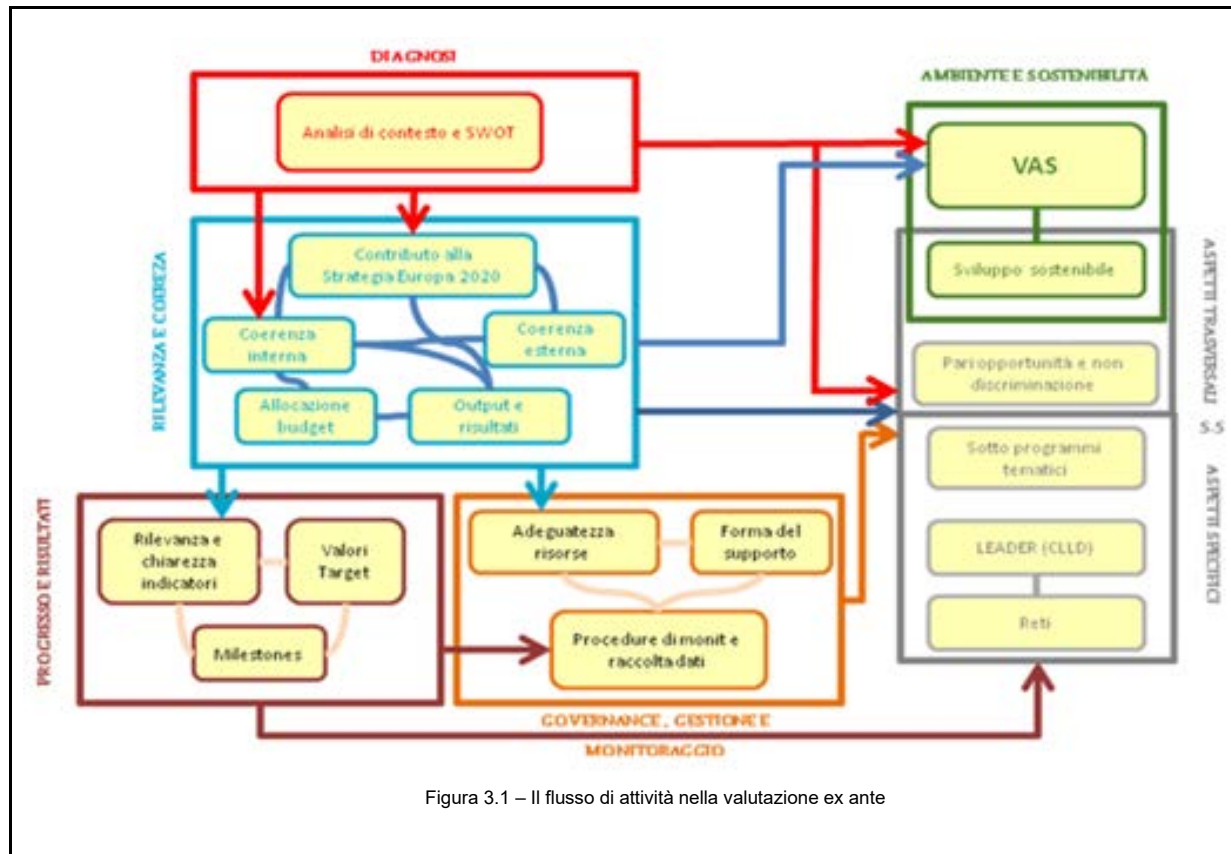 DIAGNOSI
Analisi di contesto e SWOT
AMBIENTE E SOSTENIBILITÀ
VAS
Sviluppo sostenibile
RILEVANZA E COEREZA
Contributo alla
Strategia Europa 2020
Coerenza
interna
Coerenza
esterna
Allocazione
budget
Output e
risultati
ASPETTI TRASVERSALI
Pari opportunità e non
discriminazione
S.S
ASPETTI SPECIFICI
Sotto programmi
tematici
LEADER (CLLD)
Reti
PROGRESSO E RISULTATI
Rilevanza e
chiarezza
indicatori
Valori
Target
Milestones
Adeguatezza
risorse
Forma del
supporto
Procedure di monit e
raccolta dati
GOVERNANCE, GESTIONE E
MONITORAGGIO
Figura 3.1 – Il flusso di attività nella valutazione ex ante